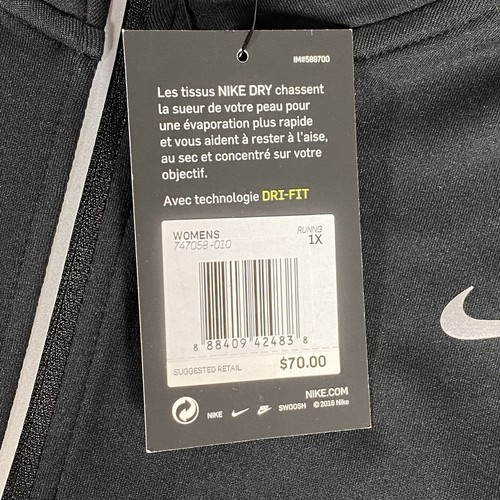 IM#589700
Les tissus NIKE DRY chassent
la sueur de votre peau pour
une évaporation plus rapide
et vous aident à rester à l'aise,
au sec et concentré sur votre
objectif.
Avec technologie DRI-FIT
WOMENS RUNNG
747058-010 1X
8 88409 42483 8
SUGGESTED RETAIL $70.00
NIKE.COM
NIKE SWOOSH © 2016 Nike